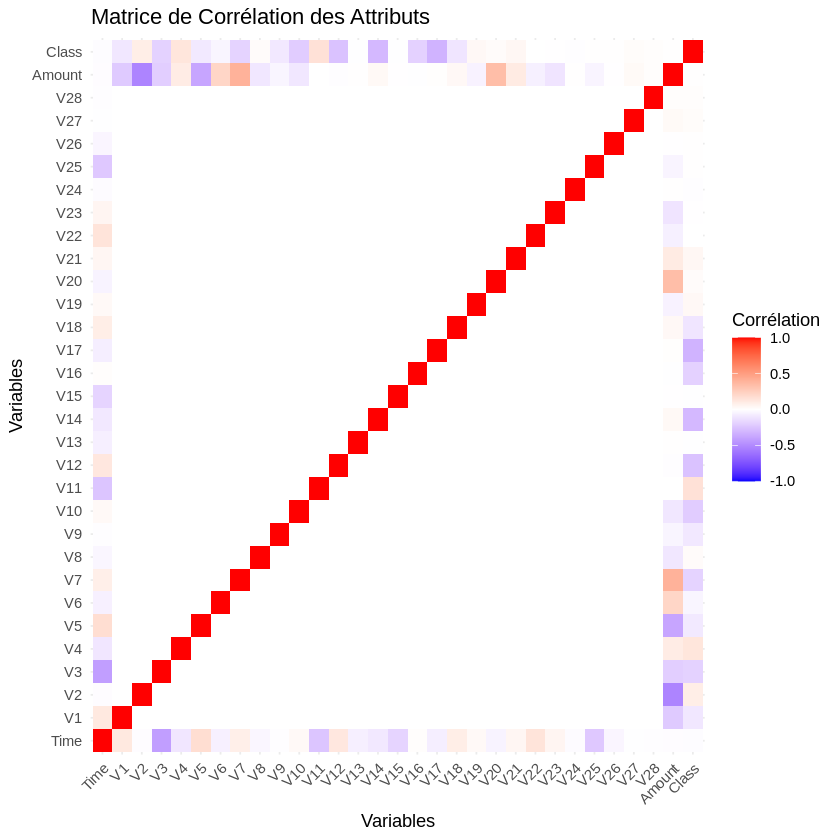 Matrice de Corrélation des Attributs
Variables
Class
Amount
V28
V27
V26
V25
V24
V23
V22
V21
V20
V19
V18
V17
V16
V15
V14
V13
V12
V11
V10
V9
V8
V7
V6
V5
V4
V3
V2
V1
Time
Time
V1
V2
V3
V4
V5
V6
V7
V8
V9
V10
V11
V12
V13
V14
V15
V16
V17
V18
V19
V20
V21
V22
V23
V24
V25
V26
V27
V28
Amount
Class
Variables
Corrélation
1.0
0.5
0.0
-0.5
-1.0